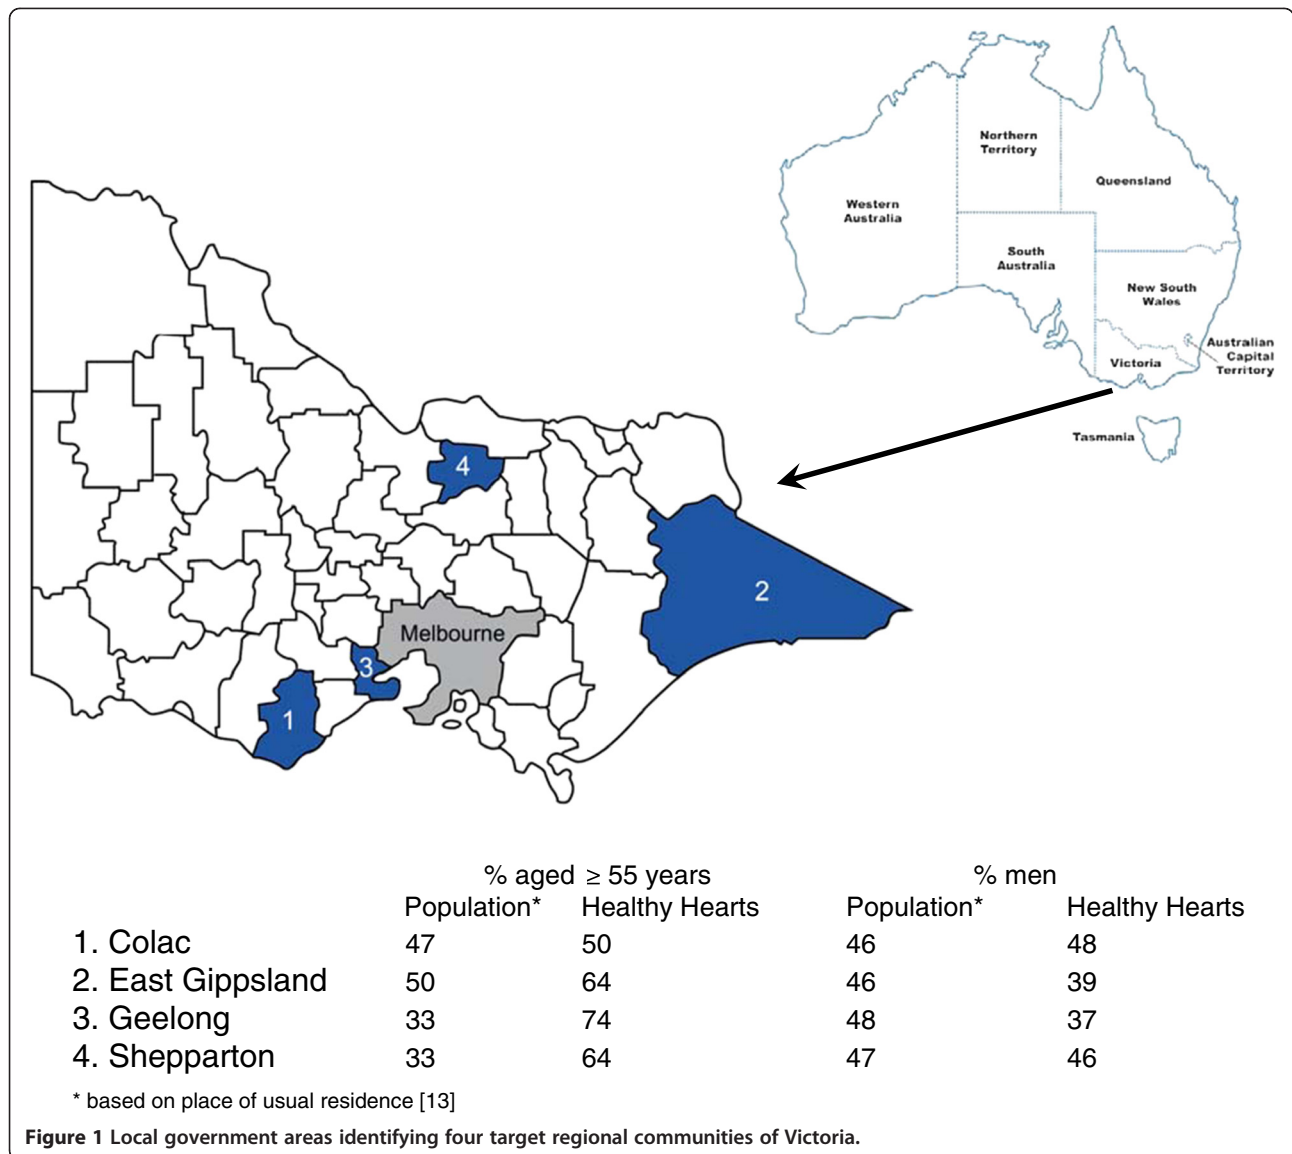 Northern
Territory
Queensland
Western
Australia
South
Australia
New South
Wales
Australian
Capital
Territory
Victoria
Tasmania
4
2
Melbourne
3
1
% aged ≥ 55 years % men
Population* Healthy Hearts Population* Healthy Hearts
1. Colac 47 50 46 48
2. East Gippsland 50 64 46 39
3. Geelong 33 74 48 37
4. Shepparton 33 64 47 46
* based on place of usual residence [13]
Figure 1 Local government areas identifying four target regional communities of Victoria.